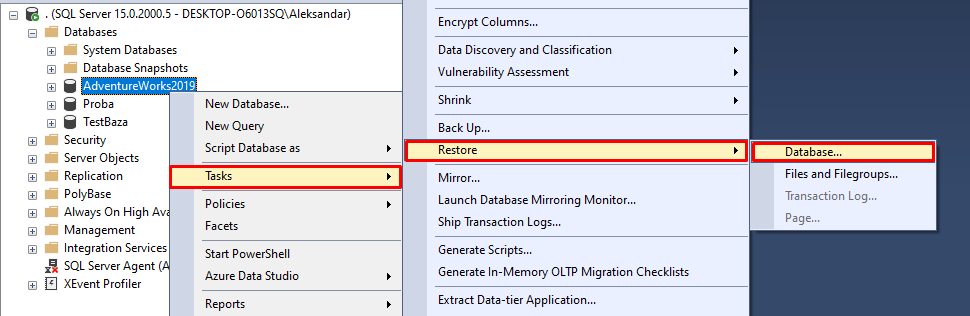 . (SQL Server 15.0.2000.5 - DESKTOP-O6013SQ\Aleksandar)
Databases
System Databases
Database Snapshots
AdventureWorks2019
Proba
TestBaza
Security
Server Objects
Replication
PolyBase
Always On High Ava
Management
Integration Services
SQL Server Agent (A
XEvent Profiler
New Database...
New Query
Script Database as
Tasks
Policies
Facets
Start PowerShell
Azure Data Studio
Reports
Encrypt Columns...
Data Discovery and Classification
Vulnerability Assessment
Shrink
Back Up...
Restore
Mirror...
Launch Database Mirroring Monitor...
Ship Transaction Logs...
Generate Scripts...
Generate In-Memory OLTP Migration Checklists
Extract Data-tier Application...
Database...
Files and Filegroups...
Transaction Log...
Page...